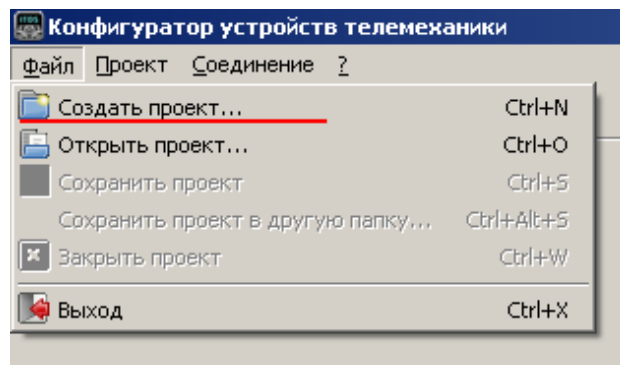 Конфигуратор устройств телемеханики
Файл Проект Соединение ?
Создать проект... Ctrl+N
Открыть проект... Ctrl+O
Сохранить проект Ctrl+S
Сохранить проект в другую папку... Ctrl+Alt+S
Закрыть проект Ctrl+W
Выход Ctrl+X